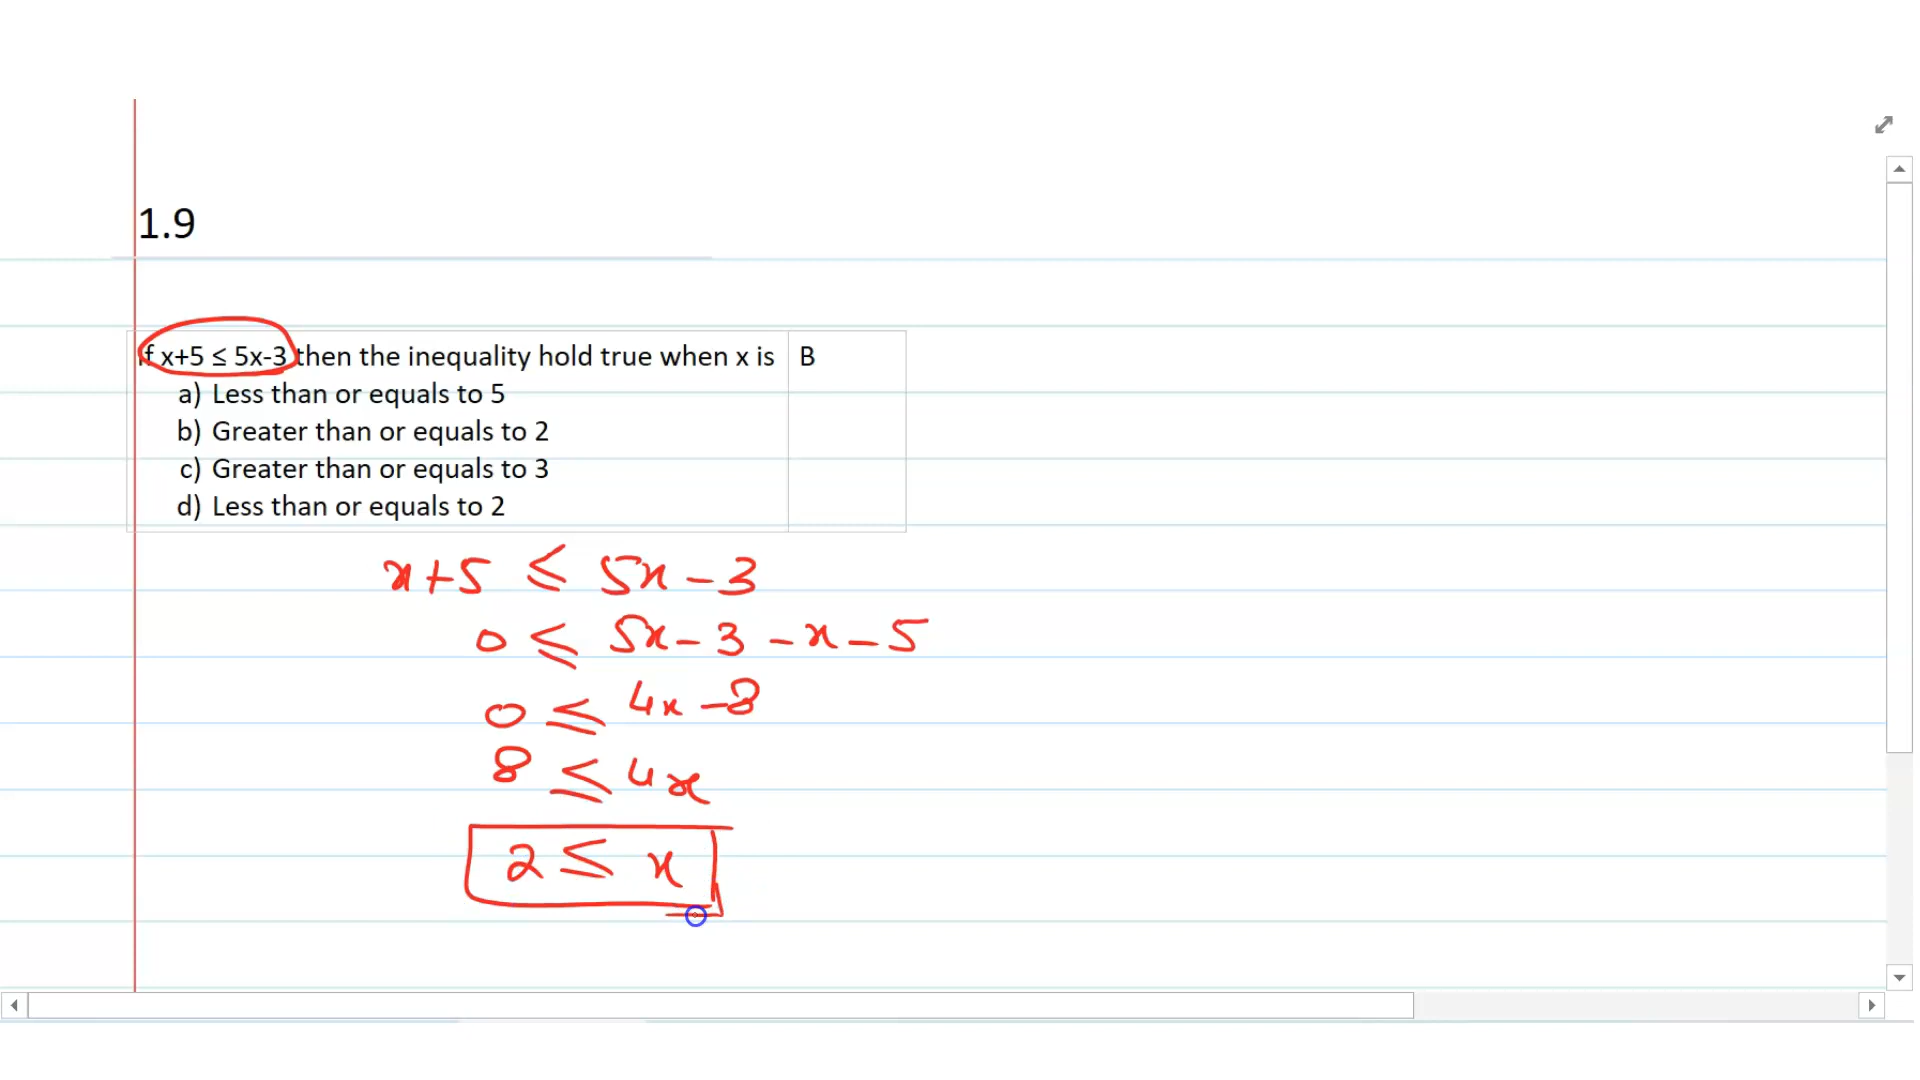 1.9
If x+5 ≤ 5x-3 then the inequality hold true when x is B
a) Less than or equals to 5
b) Greater than or equals to 2
c) Greater than or equals to 3
d) Less than or equals to 2
x+5 ≤ 5x-3
0 ≤ 5x-3-x-5
0 ≤ 4x-8
8 ≤ 4x
2 ≤ x